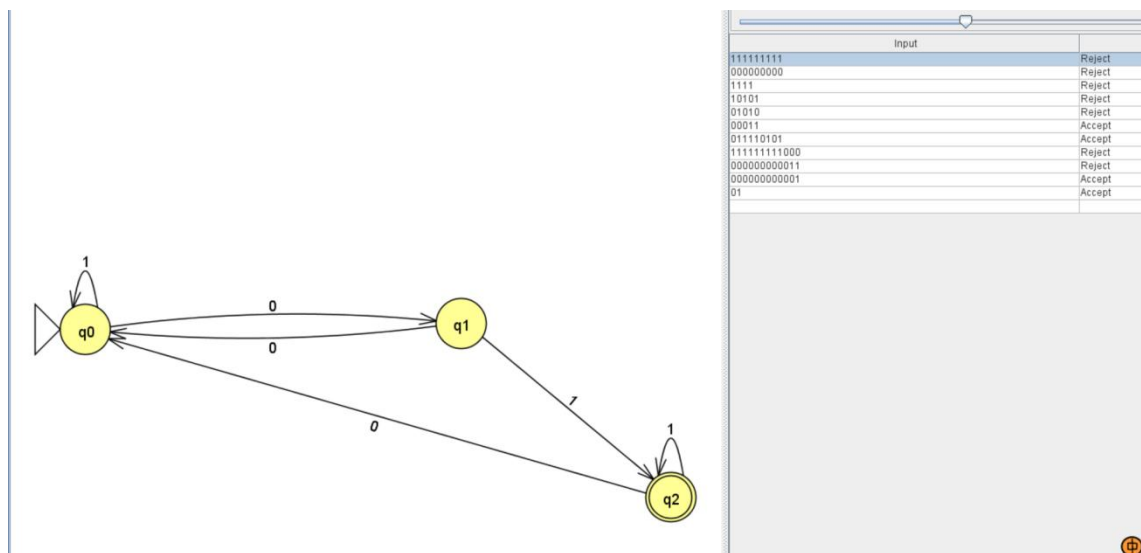 Input
111111111 Reject
000000000 Reject
1111 Reject
10101 Reject
01010 Reject
00011 Accept
011110101 Accept
111111111000 Reject
000000000011 Reject
000000000001 Accept
01 Accept
1
0
q0
q1
0
1
0
1
q2
中